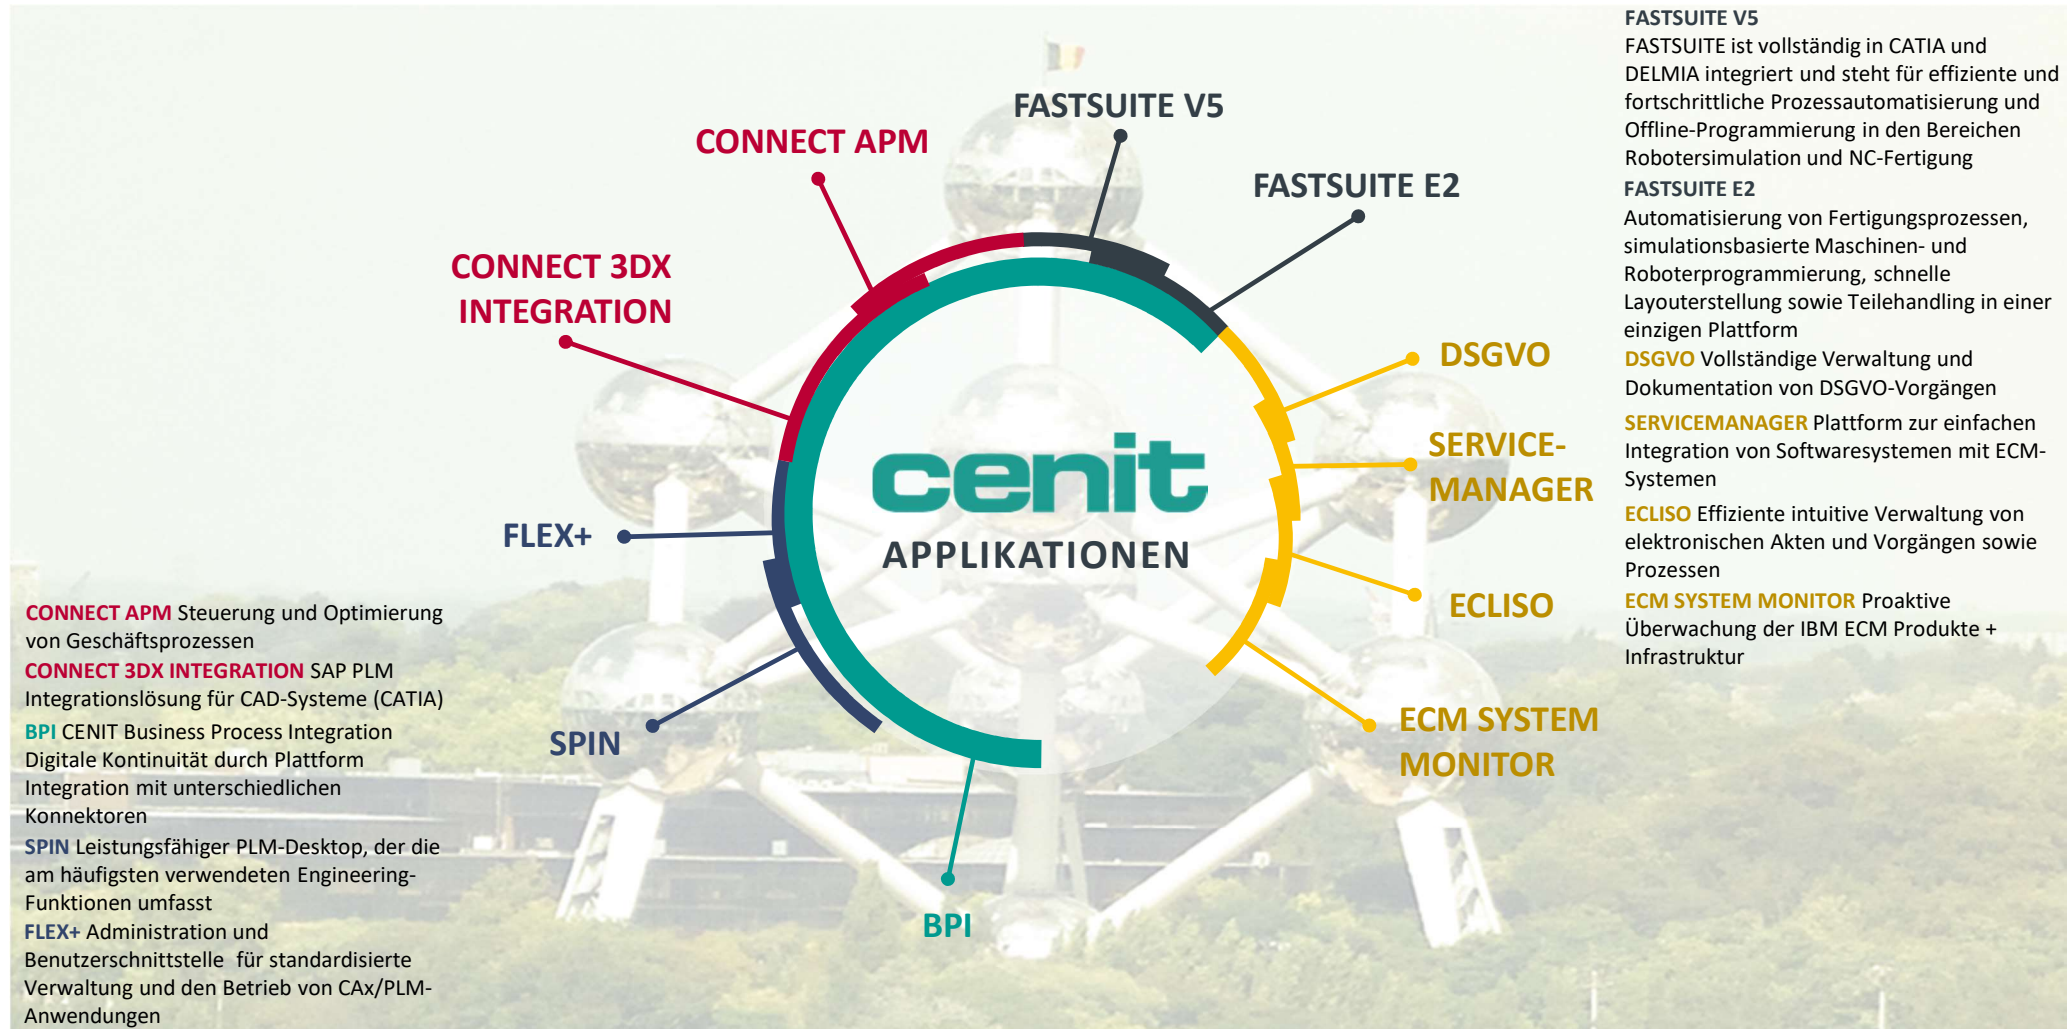 FASTSUITE V5
CONNECT APM
FASTSUITE E2
CONNECT 3DX
INTEGRATION
DSGVO
SERVICE-
MANAGER
cenit
APPLIKATIONEN
FLEX+
ECLISO
SPIN
ECM SYSTEM
MONITOR
BPI
CONNECT APM Steuerung und Optimierung
von Geschäftsprozessen
CONNECT 3DX INTEGRATION SAP PLM
Integrationslösung für CAD-Systeme (CATIA)
BPI CENIT Business Process Integration
Digitale Kontinuität durch Plattform
Integration mit unterschiedlichen
Konnektoren
SPIN Leistungsfähiger PLM-Desktop, der die
am häufigsten verwendeten Engineering-
Funktionen umfasst
FLEX+ Administration und
Benutzerschnittstelle für standardisierte
Verwaltung und den Betrieb von CAx/PLM-
Anwendungen
FASTSUITE V5
FASTSUITE ist vollständig in CATIA und
DELMIA integriert und steht für effiziente und
fortschrittliche Prozessautomatisierung und
Offline-Programmierung in den Bereichen
Robotersimulation und NC-Fertigung
FASTSUITE E2
Automatisierung von Fertigungsprozessen,
simulationsbasierte Maschinen- und
Roboterprogrammierung, schnelle
Layouterstellung sowie Teilehandling in einer
einzigen Plattform
DSGVO Vollständige Verwaltung und
Dokumentation von DSGVO-Vorgängen
SERVICEMANAGER Plattform zur einfachen
Integration von Softwaresystemen mit ECM-
Systemen
ECLISO Effiziente intuitive Verwaltung von
elektronischen Akten und Vorgängen sowie
Prozessen
ECM SYSTEM MONITOR Proaktive
Überwachung der IBM ECM Produkte +
Infrastruktur